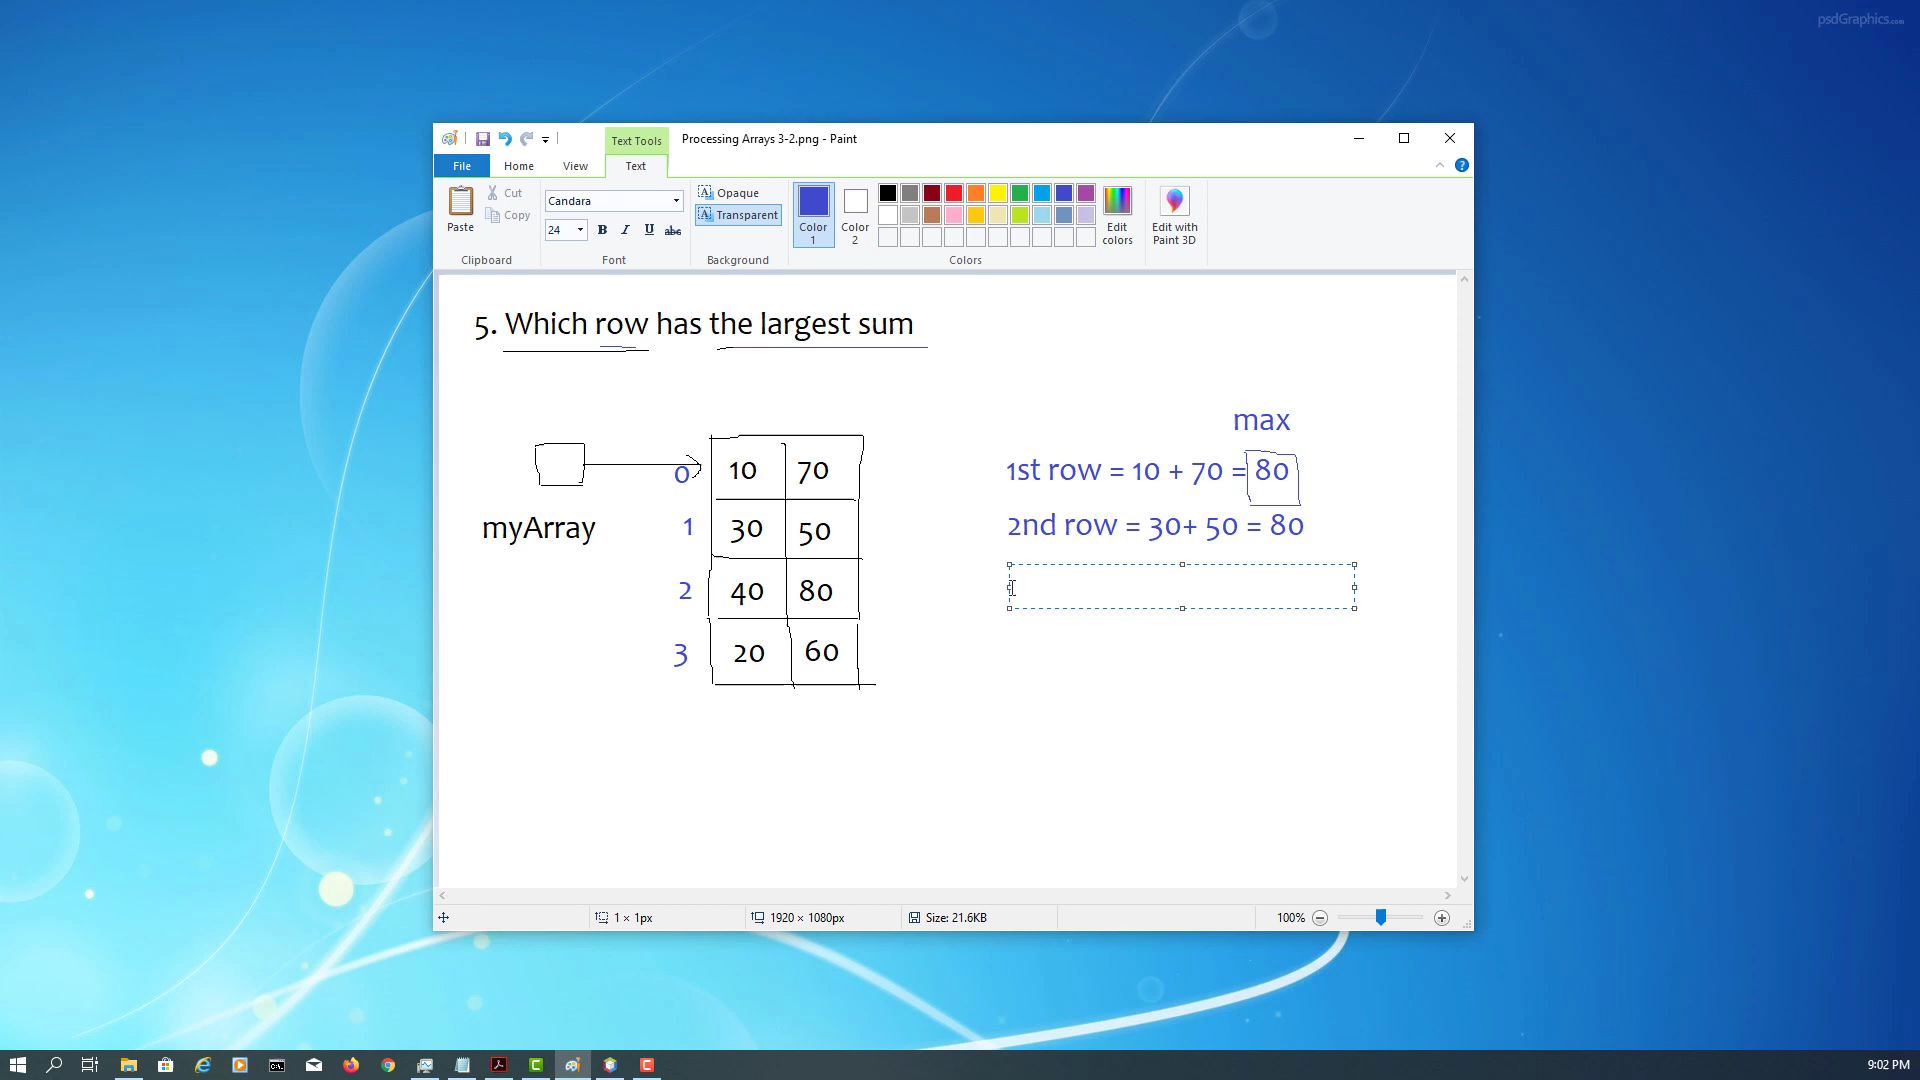 psdGraphics.com
Text Tools
Processing Arrays 3-2.png - Paint
File
Home
View
Text
Paste
Cut
Copy
Clipboard
Candara
24
B I U abc
Font
Opaque
Transparent
Background
Color 1
Color 2
Edit colors
Colors
Edit with Paint 3D
5. Which row has the largest sum
max
0 10 70
1st row = 10 + 70 = 80
myArray
1 30 50
2nd row = 30+ 50 = 80
2 40 80
3 20 60
1 × 1px
1920 × 1080px
Size: 21.6KB
100%
9:02 PM